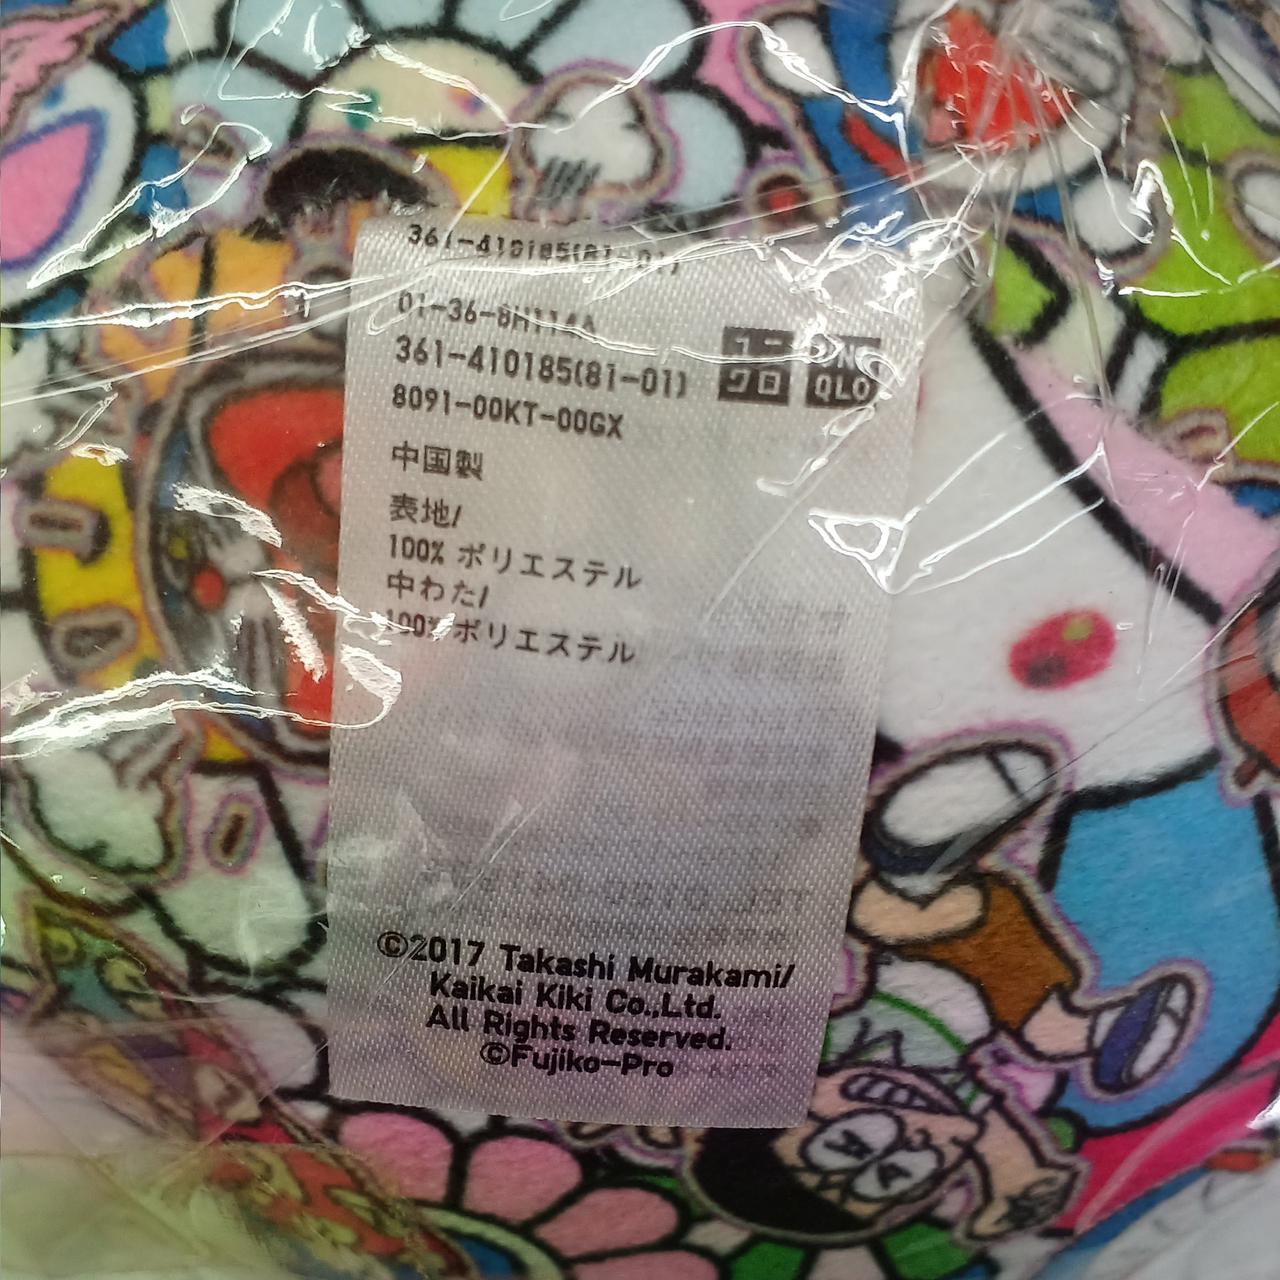 361-410185(81-01)
01-36-8H114A
361-410185(81-01)
8091-00KT-00GX
ユニ
クロ
UNI
QLO
中国製
表地/
100% ポリエステル
中わた/
100% ポリエステル
©2017 Takashi Murakami/
Kaikai Kiki Co.,Ltd.
All Rights Reserved.
©Fujiko-Pro